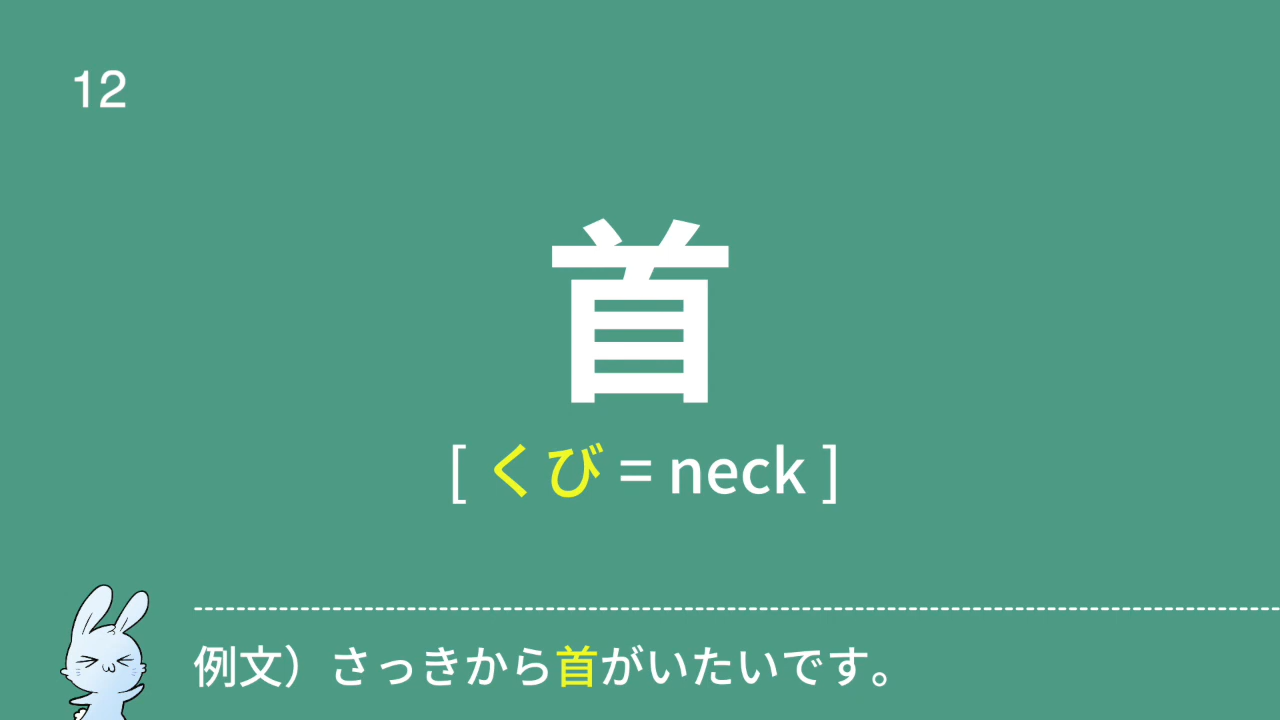 12
首
[ くび = neck ]
例文）さっきから首がいたいです。